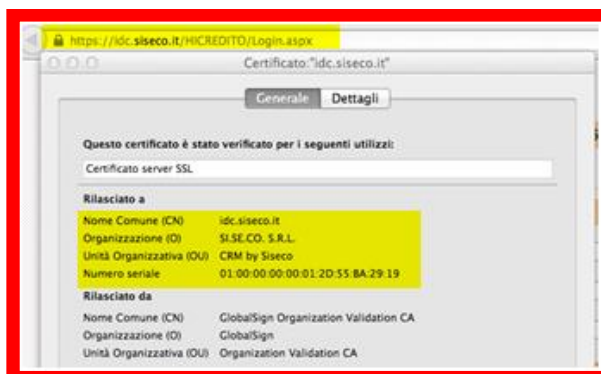 https://idc.siseco.it/HICREDITO/Login.aspx
Certificato:"idc.siseco.it"
Generale Dettagli
Questo certificato è stato verificato per i seguenti utilizzi:
Certificato server SSL
Rilasciato a
Nome Comune (CN) idc.siseco.it
Organizzazione (O) SI.SE.CO. S.R.L.
Unità Organizzativa (OU) CRM by Siseco
Numero seriale 01:00:00:00:00:01:2D:55:BA:29:19
Rilasciato da
Nome Comune (CN) GlobalSign Organization Validation CA
Organizzazione (O) GlobalSign
Unità Organizzativa (OU) Organization Validation CA